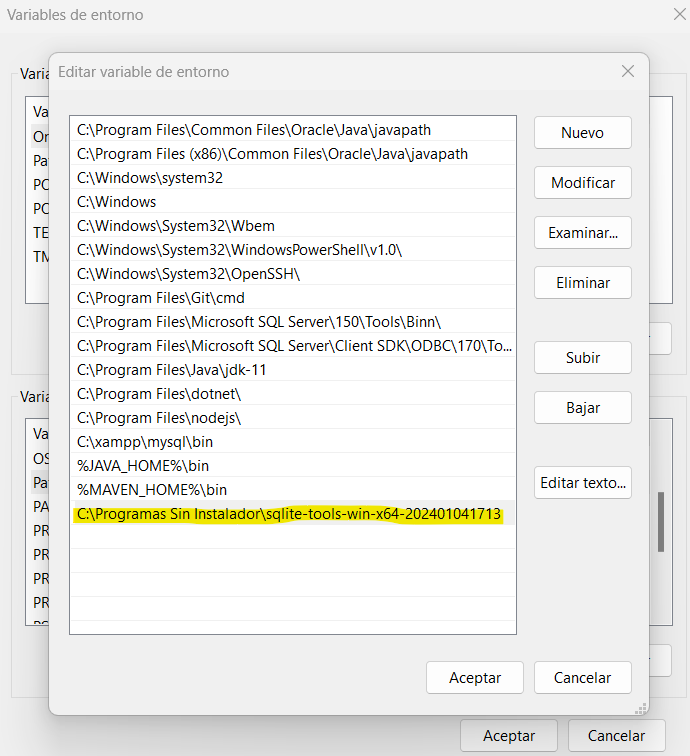 Variables de entorno
Editar variable de entorno
C:\Program Files\Common Files\Oracle\Java\javapath
C:\Program Files (x86)\Common Files\Oracle\Java\javapath
C:\Windows\system32
C:\Windows
C:\Windows\System32\Wbem
C:\Windows\System32\WindowsPowerShell\v1.0\
C:\Windows\System32\OpenSSH\
C:\Program Files\Git\cmd
C:\Program Files\Microsoft SQL Server\150\Tools\Binn\
C:\Program Files\Microsoft SQL Server\Client SDK\ODBC\170\To...
C:\Program Files\Java\jdk-11
C:\Program Files\dotnet\
C:\Program Files\nodejs\
C:\xampp\mysql\bin
%JAVA_HOME%\bin
%MAVEN_HOME%\bin
C:\Programas Sin Instalador\sqlite-tools-win-x64-202401041713
Nuevo
Modificar
Examinar...
Eliminar
Subir
Bajar
Editar texto...
Aceptar
Cancelar
Varia
Va
On
Pa
PC
PC
TE
TM
Varia
Va
OS
Pa
PA
PR
PR
PR
PR
Aceptar
Cancelar